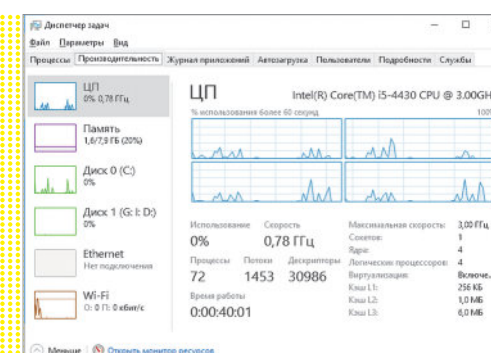 Диспетчер задач
Файл Параметры Вид
Процессы Производительность Журнал приложений Автозагрузка Пользователи Подробности Службы
ЦП
0% 0,78 ГГц
Память
1,6/7,9 ГБ (20%)
Диск 0 (C:)
0%
Диск 1 (G: I: D:)
0%
Ethernet
Нет подключения
Wi-Fi
О: 0 П: 0 кбит/с
ЦП
Intel(R) Core(TM) i5-4430 CPU @ 3.00GH
% использования более 60 секунд
100%
Использование Скорость
0% 0,78 ГГц
Процессы Потоки Дескрипторы
72 1453 30986
Время работы
0:00:40:01
Максимальная скорость: 3,00 ГГц
Сокетов: 1
Ядра: 4
Логических процессоров: 4
Виртуализация: Включе..
Кэш L1: 256 КБ
Кэш L2: 1,0 МБ
Кэш L3: 6,0 МБ
Меньше Открыть монитор ресурсов